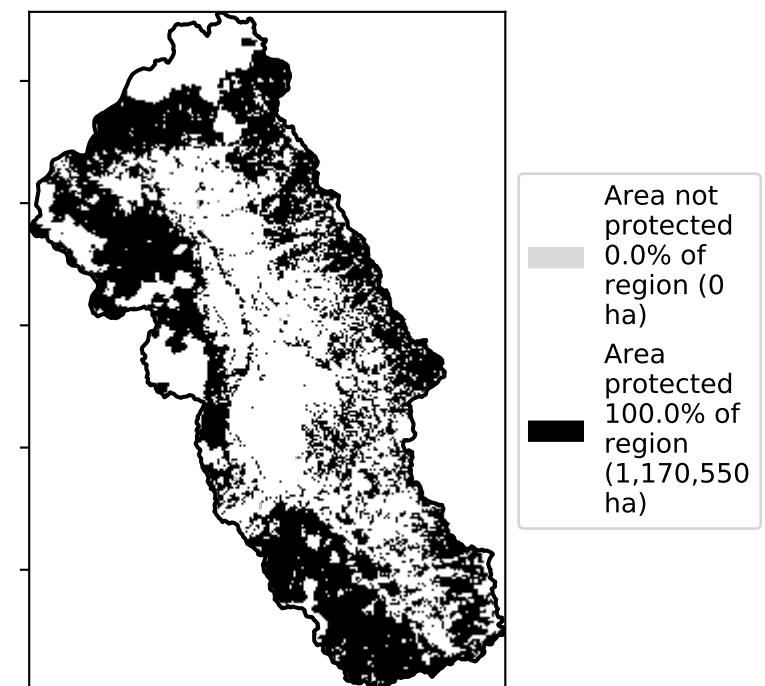 Area not
protected
0.0% of
region (0
ha)
Area
protected
100.0% of
region
(1,170,550
ha)